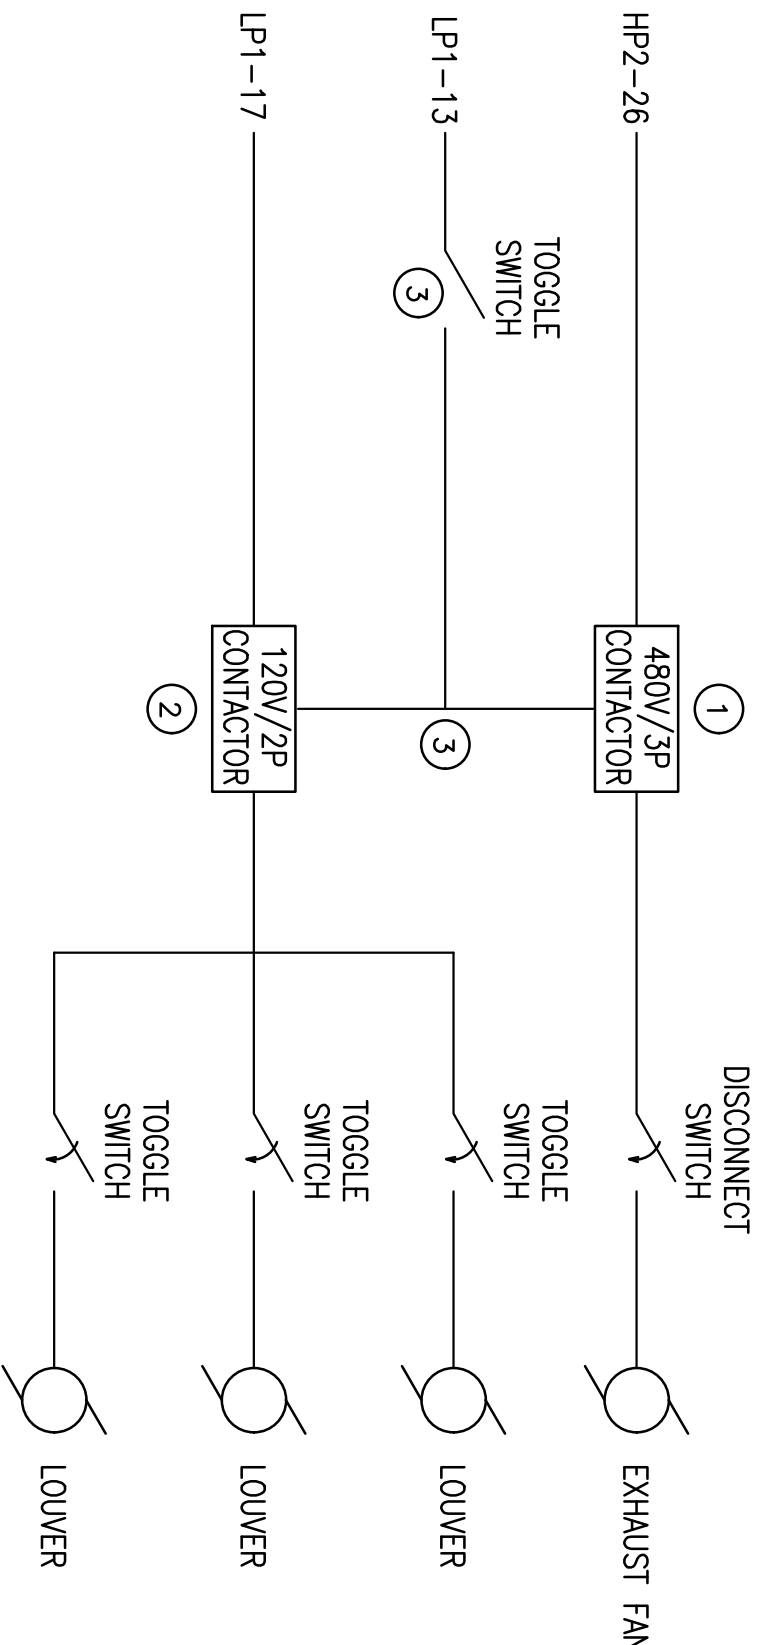 HP2-26
1
480V/3P
CONTACTOR
DISCONNECT
SWITCH
EXHAUST FAN
LP1-13
TOGGLE
SWITCH
3
3
TOGGLE
SWITCH
LOUVER
LP1-17
120V/2P
CONTACTOR
2
TOGGLE
SWITCH
LOUVER
TOGGLE
SWITCH
LOUVER